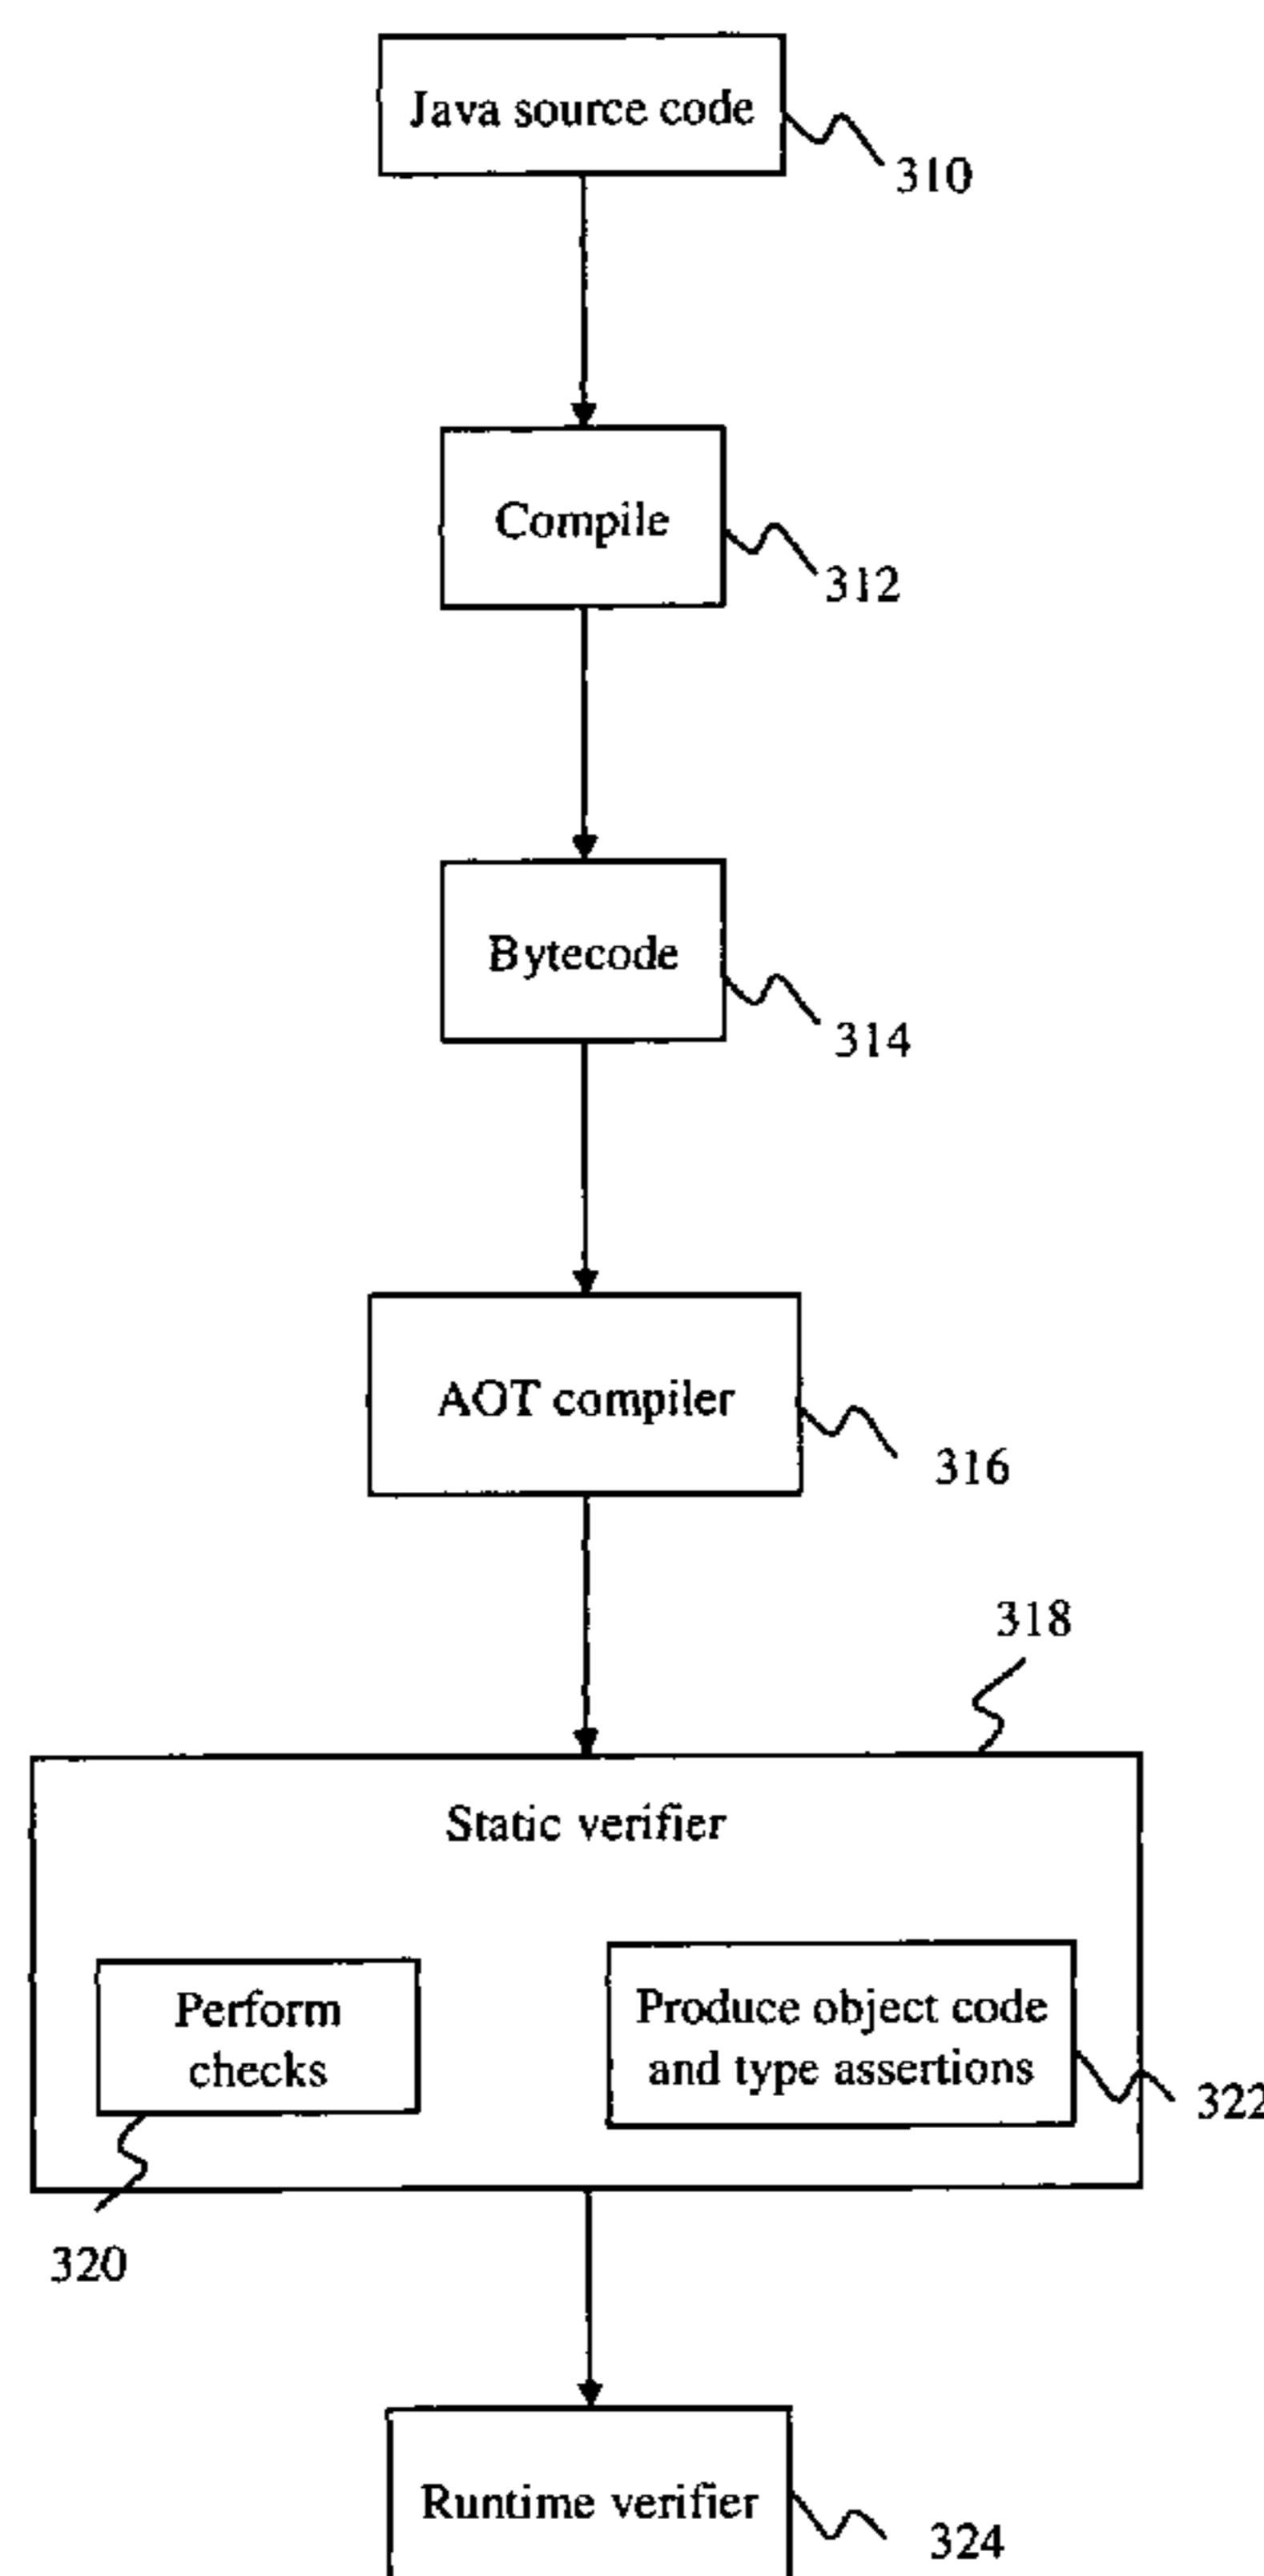 Java source code
310
Compile
312
Bytecode
314
AOT compiler
316
318
Static verifier
Perform
checks
Produce object code
and type assertions
322
320
Runtime verifier
324